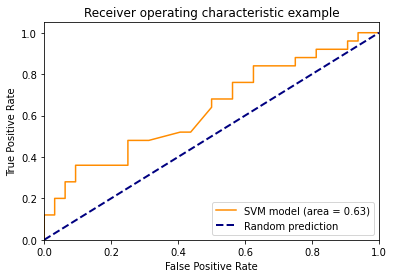 Receiver operating characteristic example
True Positive Rate
1.0
0.8
0.6
0.4
0.2
0.0
SVM model (area = 0.63)
Random prediction
0.0 0.2 0.4 0.6 0.8 1.0
False Positive Rate